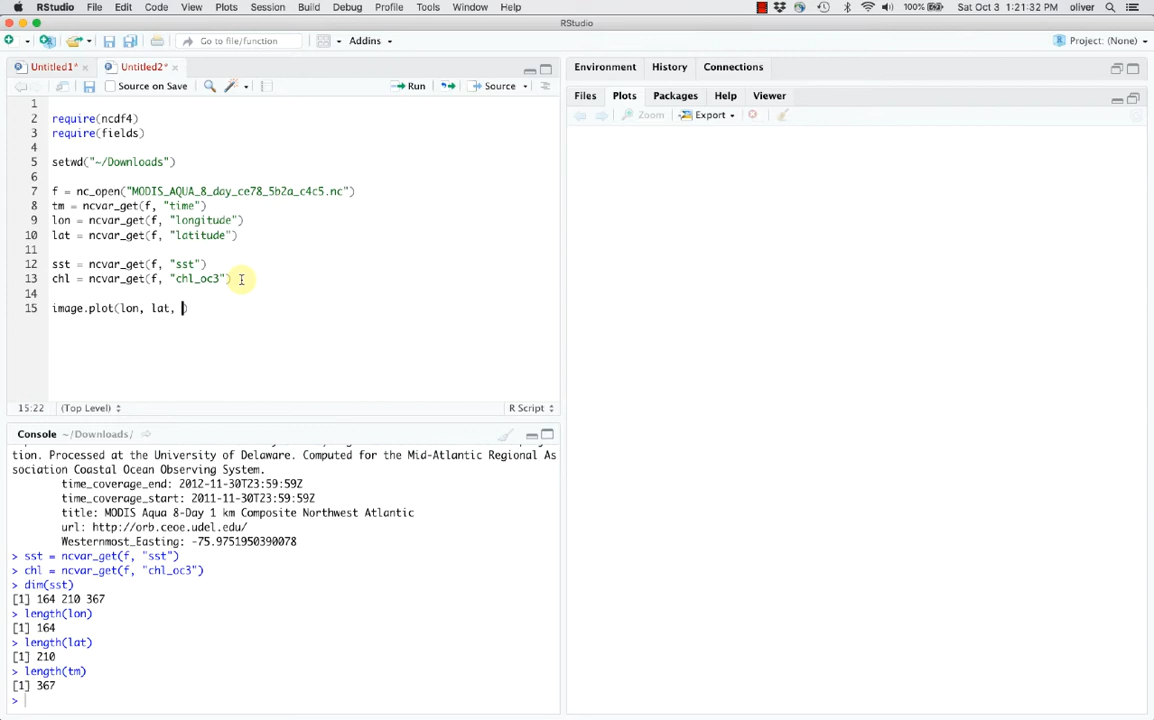 RStudio File Edit Code View Plots Session Build Debug Profile Tools Window Help 100% Sat Oct 3 1:21:32 PM oliver
RStudio
Go to file/function Addins Project: (None)
Untitled1* Untitled2*
Source on Save Run Source
1
2 require(ncdf4)
3 require(fields)
4
5 setwd("~/Downloads")
6
7 f = nc_open("MODIS_AQUA_8_day_ce78_5b2a_c4c5.nc")
8 tm = ncvar_get(f, "time")
9 lon = ncvar_get(f, "longitude")
10 lat = ncvar_get(f, "latitude")
11
12 sst = ncvar_get(f, "sst")
13 chl = ncvar_get(f, "chl_oc3")
14
15 image.plot(lon, lat, )
15:22 (Top Level) R Script
Console ~/Downloads/
tion. Processed at the University of Delaware. Computed for the Mid-Atlantic Regional As
sociation Coastal Ocean Observing System.
time_coverage_end: 2012-11-30T23:59:59Z
time_coverage_start: 2011-11-30T23:59:59Z
title: MODIS Aqua 8-Day 1 km Composite Northwest Atlantic
url: http://orb.ceoe.udel.edu/
Westernmost_Easting: -75.9751950390078
> sst = ncvar_get(f, "sst")
> chl = ncvar_get(f, "chl_oc3")
> dim(sst)
[1] 164 210 367
> length(lon)
[1] 164
> length(lat)
[1] 210
> length(tm)
[1] 367
>
Environment History Connections
Files Plots Packages Help Viewer
Zoom Export